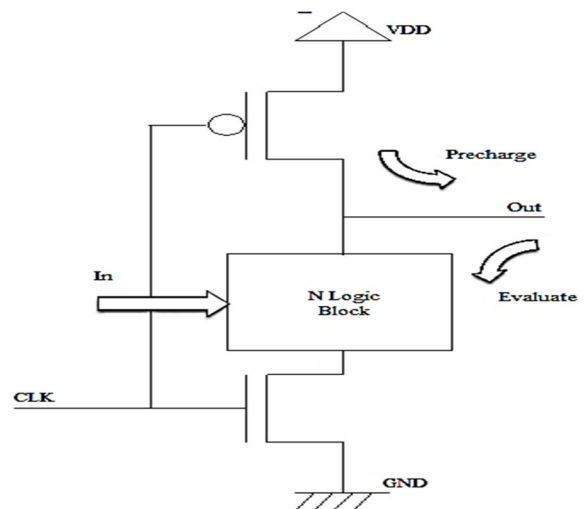 VDD
Precharge
Out
In
N Logic
Block
Evaluate
CLK
GND